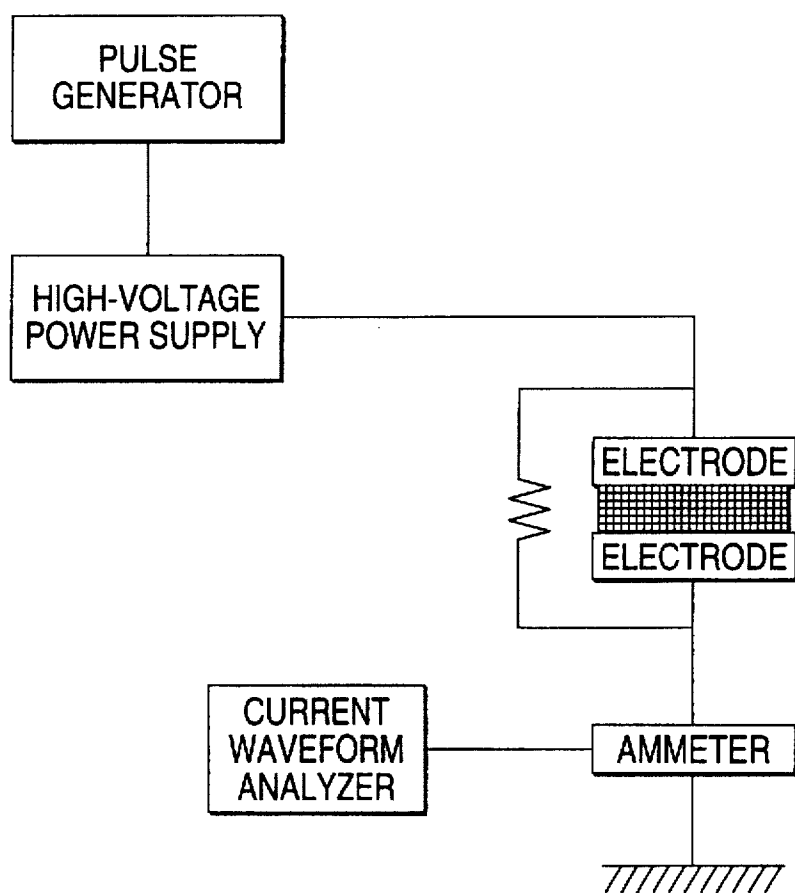 PULSE
GENERATOR
HIGH-VOLTAGE
POWER SUPPLY
ELECTRODE
ELECTRODE
CURRENT
WAVEFORM
ANALYZER
AMMETER